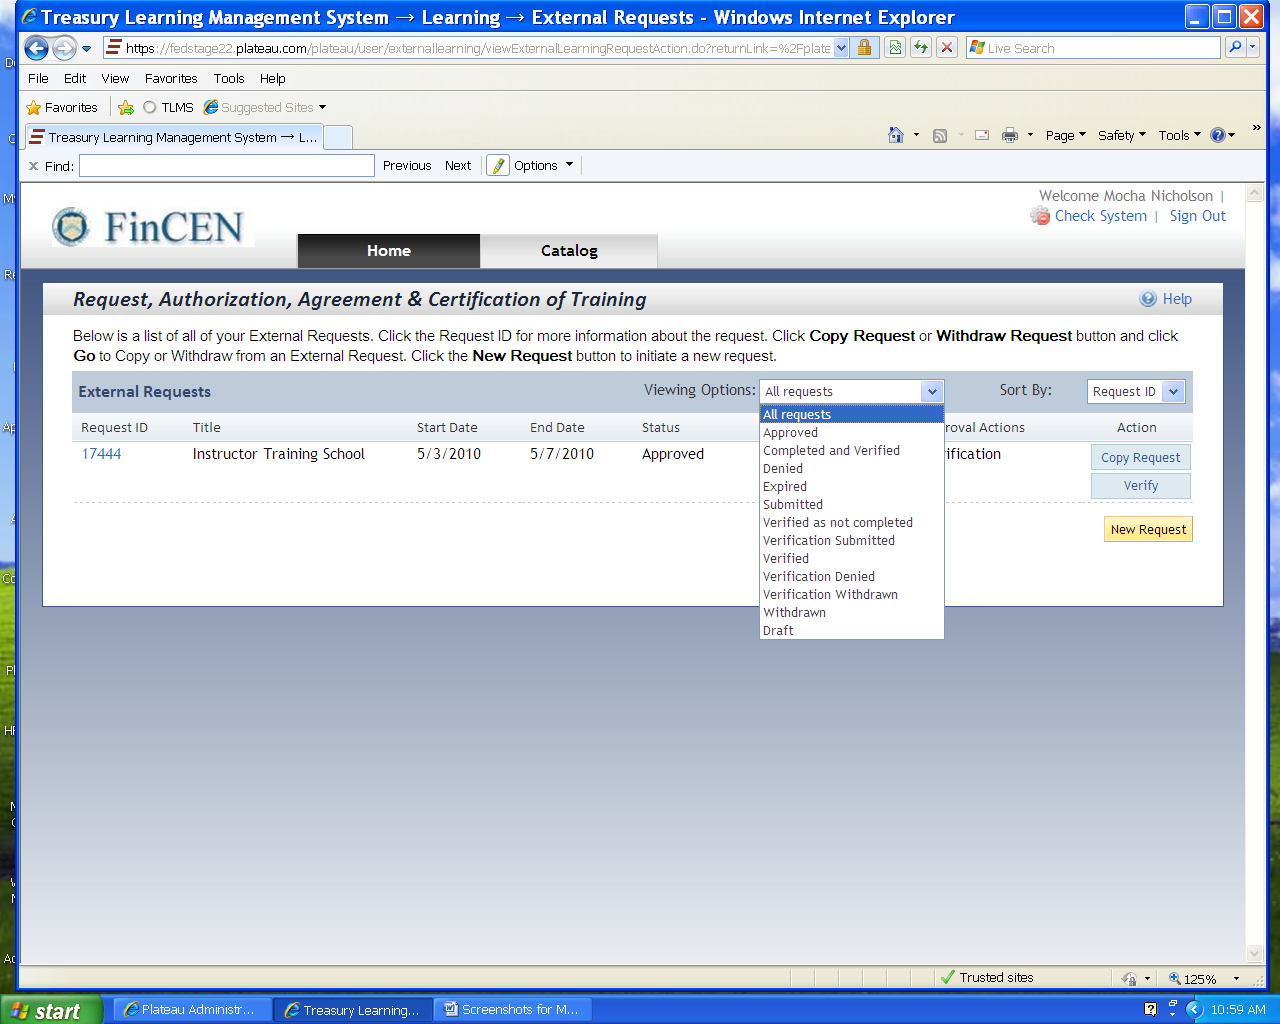 Treasury Learning Management System → Learning → External Requests - Windows Internet Explorer
https://fedstage22.plateau.com/plateau/user/externallearning/viewExternalLearningRequestAction.do?returnLink=%2Fplate
Live Search
File Edit View Favorites Tools Help
Favorites TLMS Suggested Sites
Treasury Learning Management System → L...
Page Safety Tools
Find: Previous Next Options
Welcome Mocha Nicholson |
Check System | Sign Out
FinCEN
Home Catalog
Request, Authorization, Agreement & Certification of Training
Help
Below is a list of all of your External Requests. Click the Request ID for more information about the request. Click Copy Request or Withdraw Request button and click
Go to Copy or Withdraw from an External Request. Click the New Request button to initiate a new request.
External Requests Viewing Options: All requests Sort By: Request ID
Request ID Title Start Date End Date Status roval Actions Action
17444 Instructor Training School 5/3/2010 5/7/2010 Approved ification Copy Request
Verify
New Request
All requests
Approved
Completed and Verified
Denied
Expired
Submitted
Verified as not completed
Verification Submitted
Verified
Verification Denied
Verification Withdrawn
Withdrawn
Draft
Trusted sites 125%
start Plateau Administr... Treasury Learning... Screenshots for M... 10:59 AM